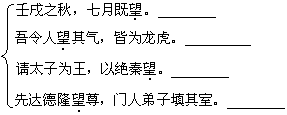 壬戌之秋，七月既望。________
吾令人望其气，皆为龙虎。________
请太子为王，以绝秦望。________
先达德隆望尊，门人弟子填其室。________